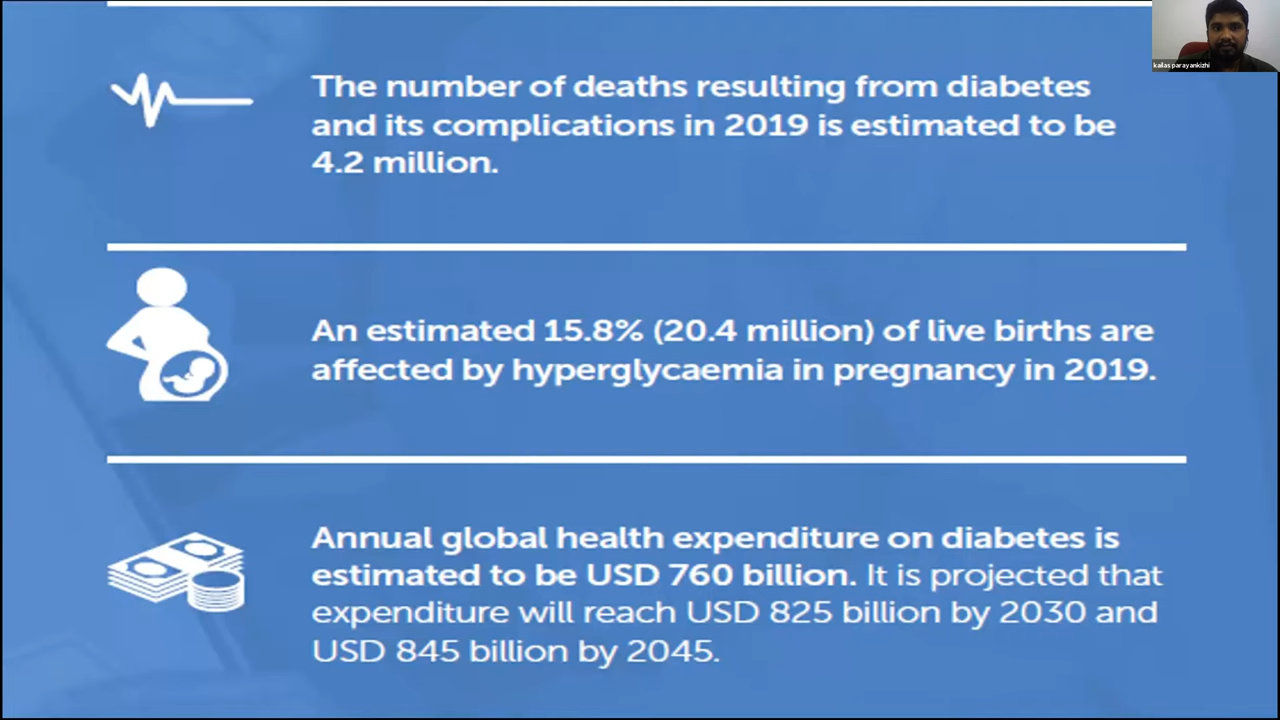 kailas parayankizhi
The number of deaths resulting from diabetes
and its complications in 2019 is estimated to be
4.2 million.
An estimated 15.8% (20.4 million) of live births are
affected by hyperglycaemia in pregnancy in 2019.
Annual global health expenditure on diabetes is
estimated to be USD 760 billion. It is projected that
expenditure will reach USD 825 billion by 2030 and
USD 845 billion by 2045.